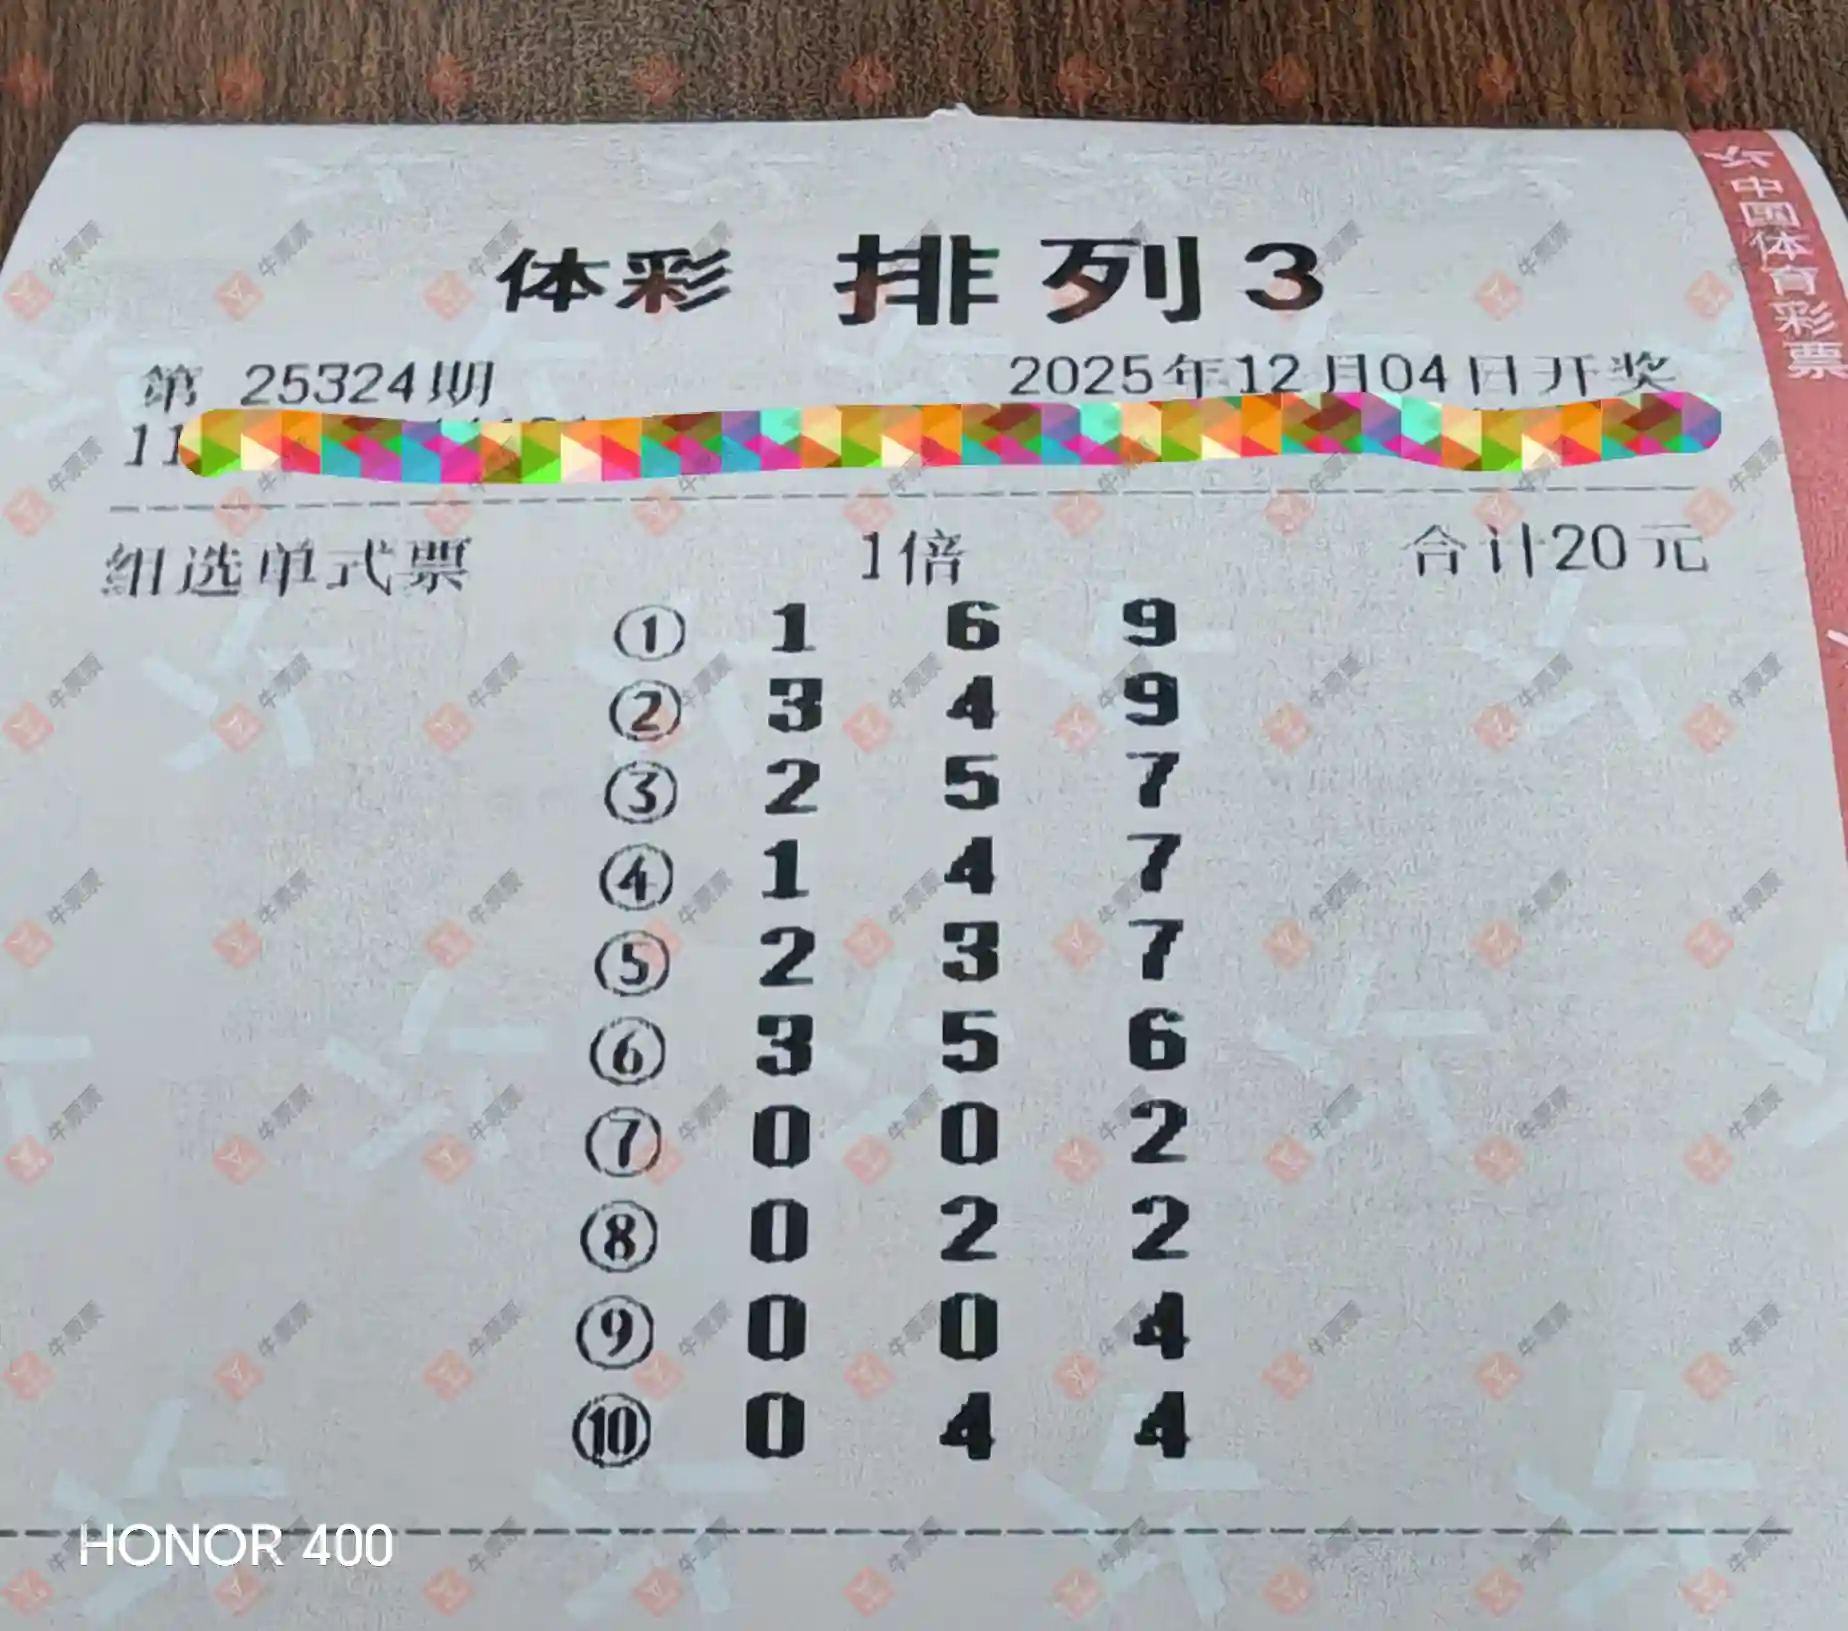 中国体育彩票
体彩 排列3
第 25324期 2025年12月04日开奖
11
组选单式票 1倍 合计20元
① 1 6 9
② 3 4 9
③ 2 5 7
④ 1 4 7
⑤ 2 3 7
⑥ 3 5 6
⑦ 0 0 2
⑧ 0 2 2
⑨ 0 0 4
⑩ 0 4 4
HONOR 400
牛票票